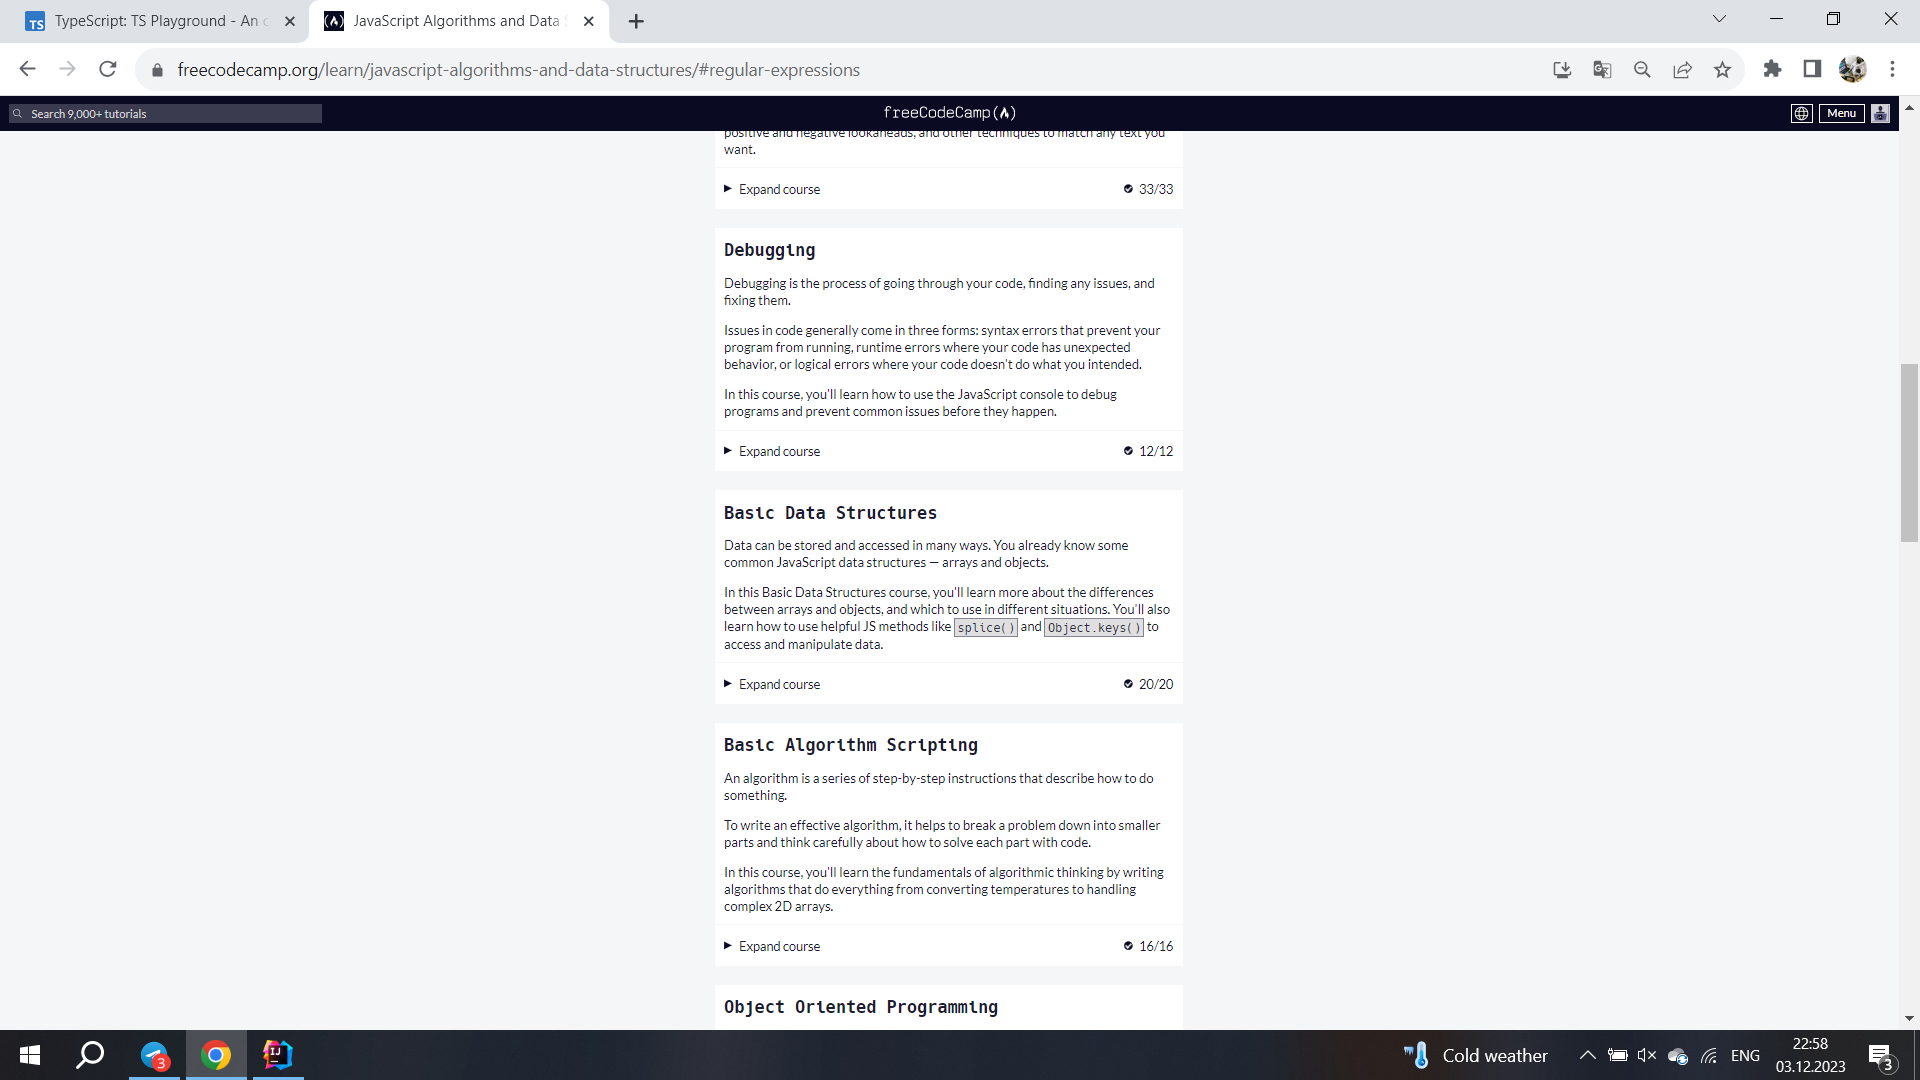 TypeScript: TS Playground - An
JavaScript Algorithms and Data
freecodecamp.org/learn/javascript-algorithms-and-data-structures/#regular-expressions
Search 9,000+ tutorials
freeCodeCamp
Menu
positive and negative lookaheads, and other techniques to match any text you
want.
Expand course
33/33
Debugging
Debugging is the process of going through your code, finding any issues, and
fixing them.
Issues in code generally come in three forms: syntax errors that prevent your
program from running, runtime errors where your code has unexpected
behavior, or logical errors where your code doesn't do what you intended.
In this course, you'll learn how to use the JavaScript console to debug
programs and prevent common issues before they happen.
Expand course
12/12
Basic Data Structures
Data can be stored and accessed in many ways. You already know some
common JavaScript data structures — arrays and objects.
In this Basic Data Structures course, you'll learn more about the differences
between arrays and objects, and which to use in different situations. You'll also
learn how to use helpful JS methods like splice() and Object.keys() to
access and manipulate data.
Expand course
20/20
Basic Algorithm Scripting
An algorithm is a series of step-by-step instructions that describe how to do
something.
To write an effective algorithm, it helps to break a problem down into smaller
parts and think carefully about how to solve each part with code.
In this course, you'll learn the fundamentals of algorithmic thinking by writing
algorithms that do everything from converting temperatures to handling
complex 2D arrays.
Expand course
16/16
Object Oriented Programming
3
IJ
Cold weather
ENG
22:58
03.12.2023
3